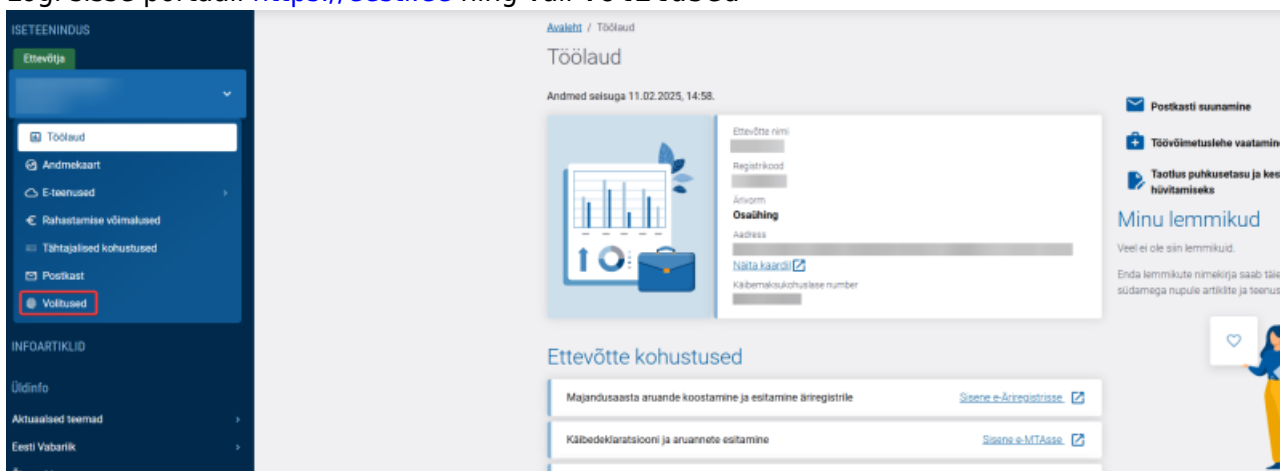 ISETEENINDUS
Ettevõtja
Töölaud
Andmekaart
E-teenused
Rahastamise võimalused
Tähtajalised kohustused
Postkast
Volitused
INFOARTIKLID
Üldinfo
Aktuaalsed teemad
Eesti Vabariik
Avaleht / Töölaud
Töölaud
Andmed seisuga 11.02.2025, 14:58.
Ettevõtte nimi
Registrikood
Ärivorm
Osaühing
Aadress
Näita kaardil
Käibemaksukohuslase number
Ettevõtte kohustused
Majandusaasta aruande koostamine ja esitamine äriregistrile
Sisene e-Äriregistrisse
Käibedeklaratsiooni ja aruannete esitamine
Sisene e-MTAsse
Postkasti suunamine
Töövõimetuslehe vaatamine
Taotlus puhkusetasu ja kes
hüvitamiseks
Minu lemmikud
Veel ei ole siin lemmikuid.
Enda lemmikute nimekirja saab täie
südamega nupule artiklite ja teenus